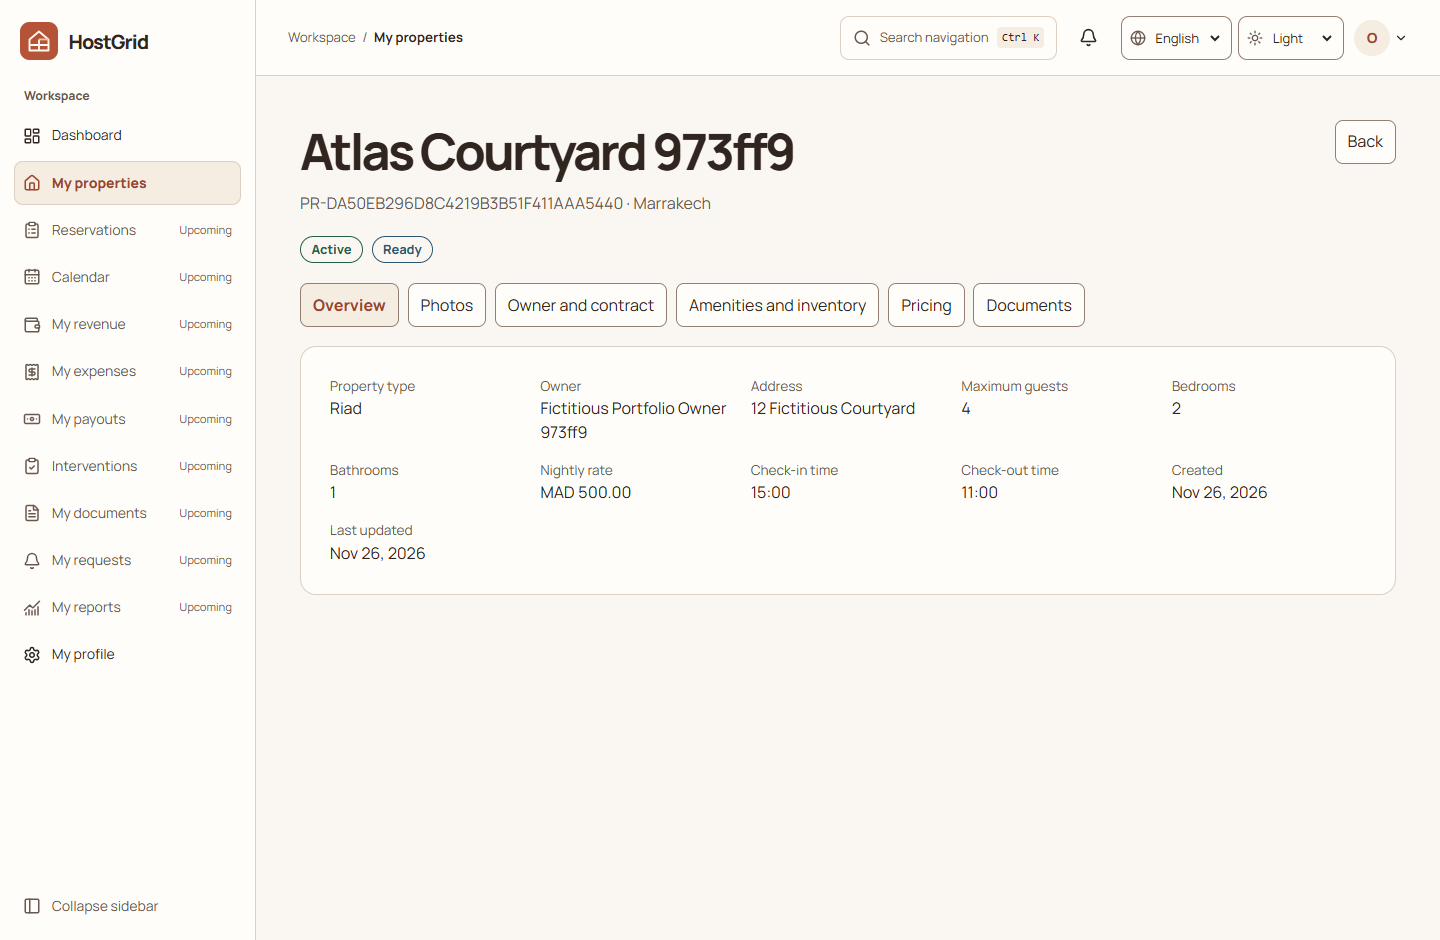 HostGrid
Workspace
Dashboard
My properties
Reservations Upcoming
Calendar Upcoming
My revenue Upcoming
My expenses Upcoming
My payouts Upcoming
Interventions Upcoming
My documents Upcoming
My requests Upcoming
My reports Upcoming
My profile
Collapse sidebar
Workspace / My properties
Search navigation Ctrl K
English
Light
O
Atlas Courtyard 973ff9
Back
PR-DA50EB296D8C4219B3B51F411AAA5440 · Marrakech
Active Ready
Overview Photos Owner and contract Amenities and inventory Pricing Documents
Property type
Riad
Owner
Fictitious Portfolio Owner
973ff9
Address
12 Fictitious Courtyard
Maximum guests
4
Bedrooms
2
Bathrooms
1
Nightly rate
MAD 500.00
Check-in time
15:00
Check-out time
11:00
Created
Nov 26, 2026
Last updated
Nov 26, 2026